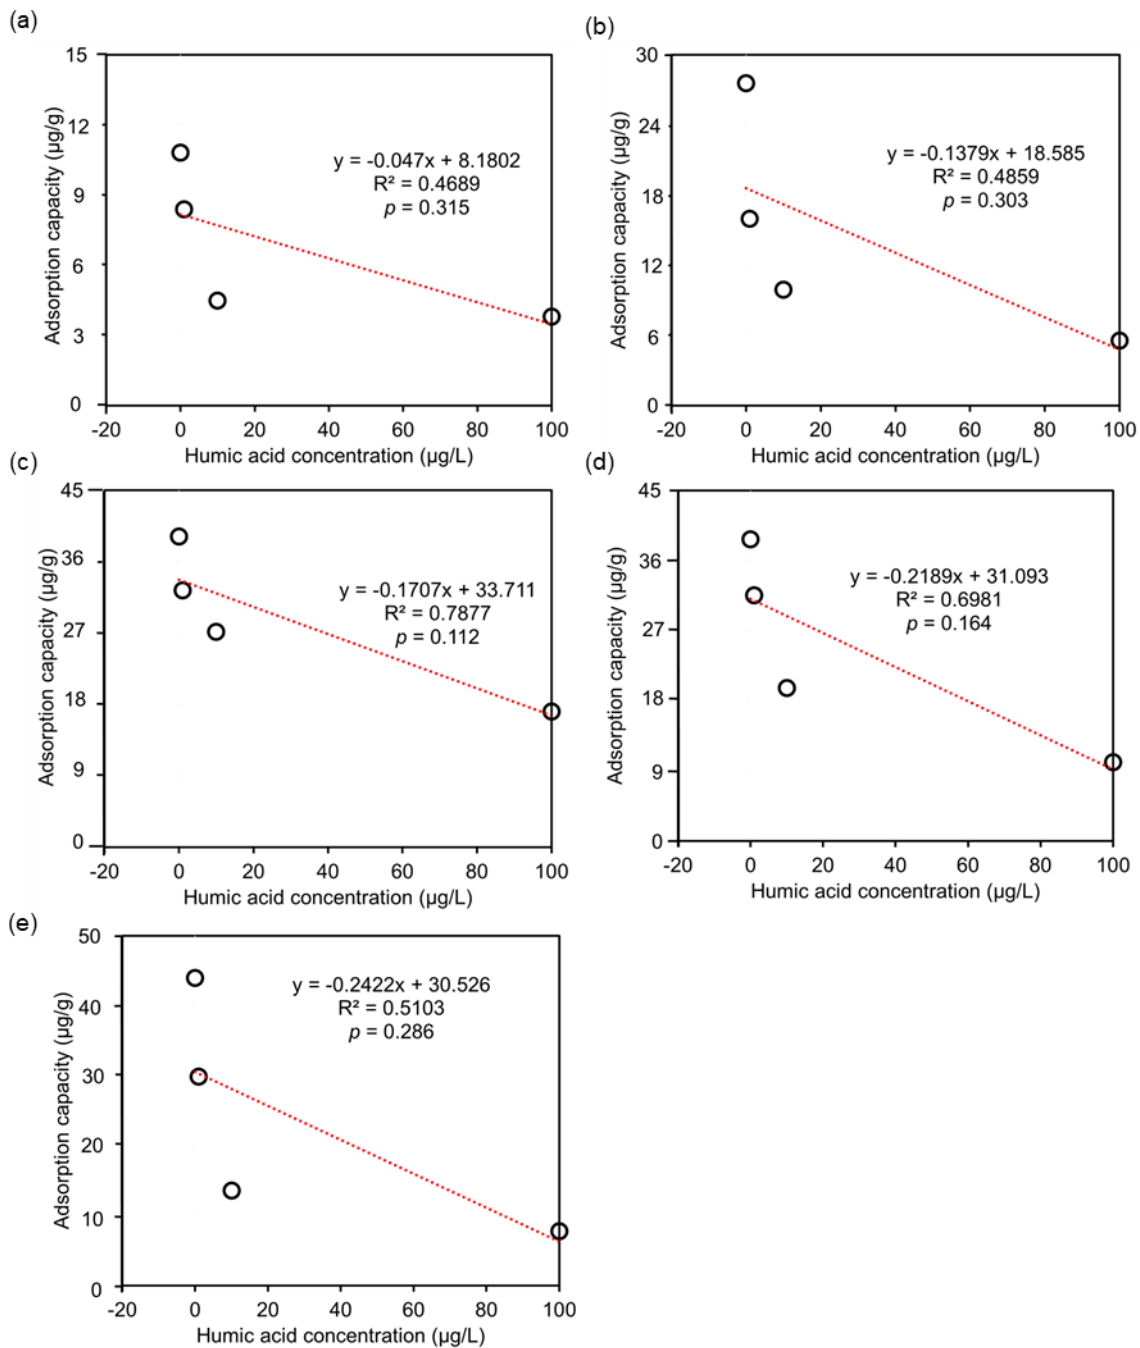 (a)
15
12
9
6
3
0
Adsorption capacity (µg/g)
y = -0.047x + 8.1802
R² = 0.4689
p = 0.315
-20 0 20 40 60 80 100
Humic acid concentration (µg/L)
(b)
30
24
18
12
6
0
Adsorption capacity (µg/g)
y = -0.1379x + 18.585
R² = 0.4859
p = 0.303
-20 0 20 40 60 80 100
Humic acid concentration (µg/L)
(c)
45
36
27
18
9
0
Adsorption capacity (µg/g)
y = -0.1707x + 33.711
R² = 0.7877
p = 0.112
-20 0 20 40 60 80 100
Humic acid concentration (µg/L)
(d)
45
36
27
18
9
0
Adsorption capacity (µg/g)
y = -0.2189x + 31.093
R² = 0.6981
p = 0.164
-20 0 20 40 60 80 100
Humic acid concentration (µg/L)
(e)
50
40
30
20
10
0
Adsorption capacity (µg/g)
y = -0.2422x + 30.526
R² = 0.5103
p = 0.286
-20 0 20 40 60 80 100
Humic acid concentration (µg/L)